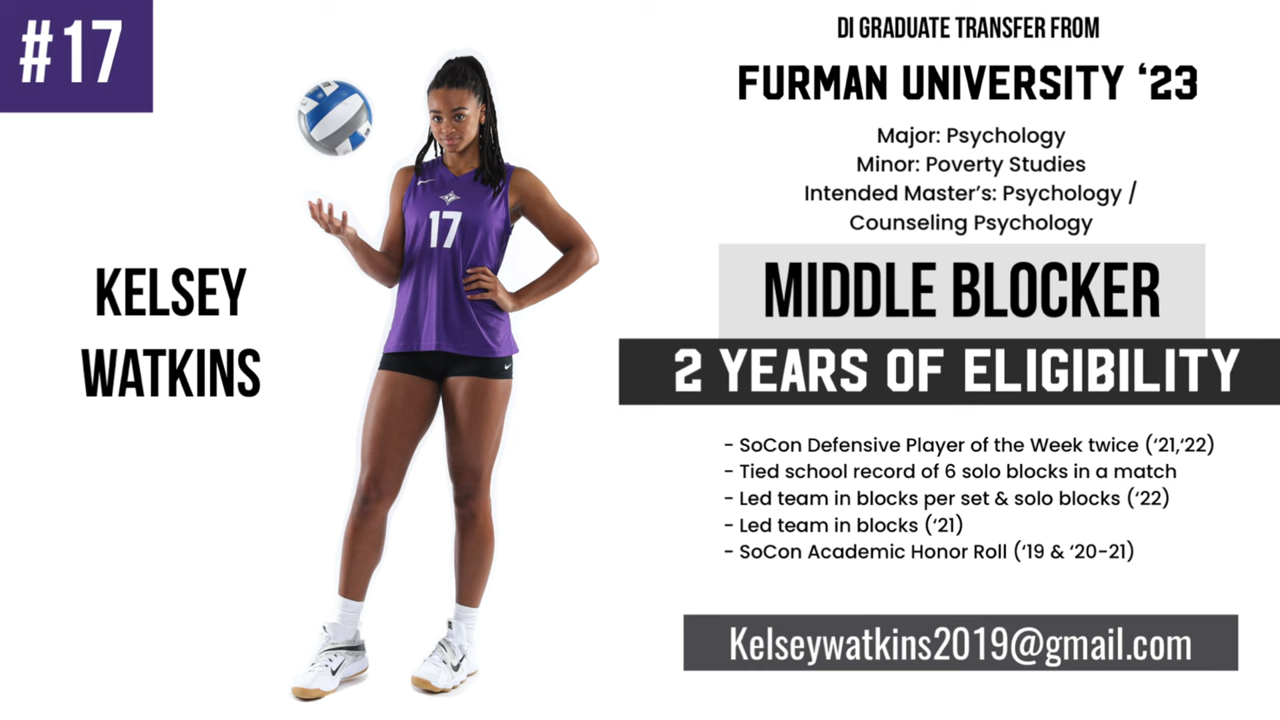 #17
KELSEY
WATKINS
17
DI GRADUATE TRANSFER FROM
FURMAN UNIVERSITY ‘23
Major: Psychology
Minor: Poverty Studies
Intended Master’s: Psychology /
Counseling Psychology
MIDDLE BLOCKER
2 YEARS OF ELIGIBILITY
- SoCon Defensive Player of the Week twice (‘21,‘22)
- Tied school record of 6 solo blocks in a match
- Led team in blocks per set & solo blocks (‘22)
- Led team in blocks (‘21)
- SoCon Academic Honor Roll (‘19 & ‘20-21)
Kelseywatkins2019@gmail.com